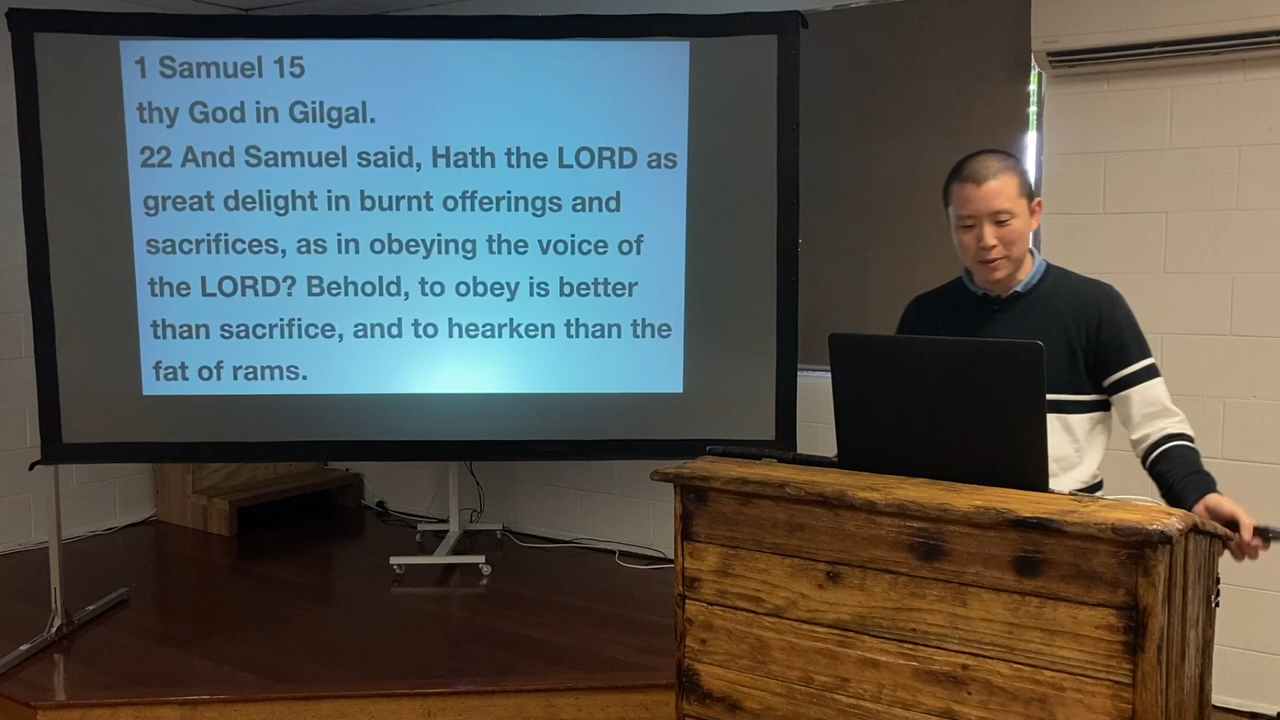 1 Samuel 15
thy God in Gilgal.
22 And Samuel said, Hath the LORD as
great delight in burnt offerings and
sacrifices, as in obeying the voice of
the LORD? Behold, to obey is better
than sacrifice, and to hearken than the
fat of rams.